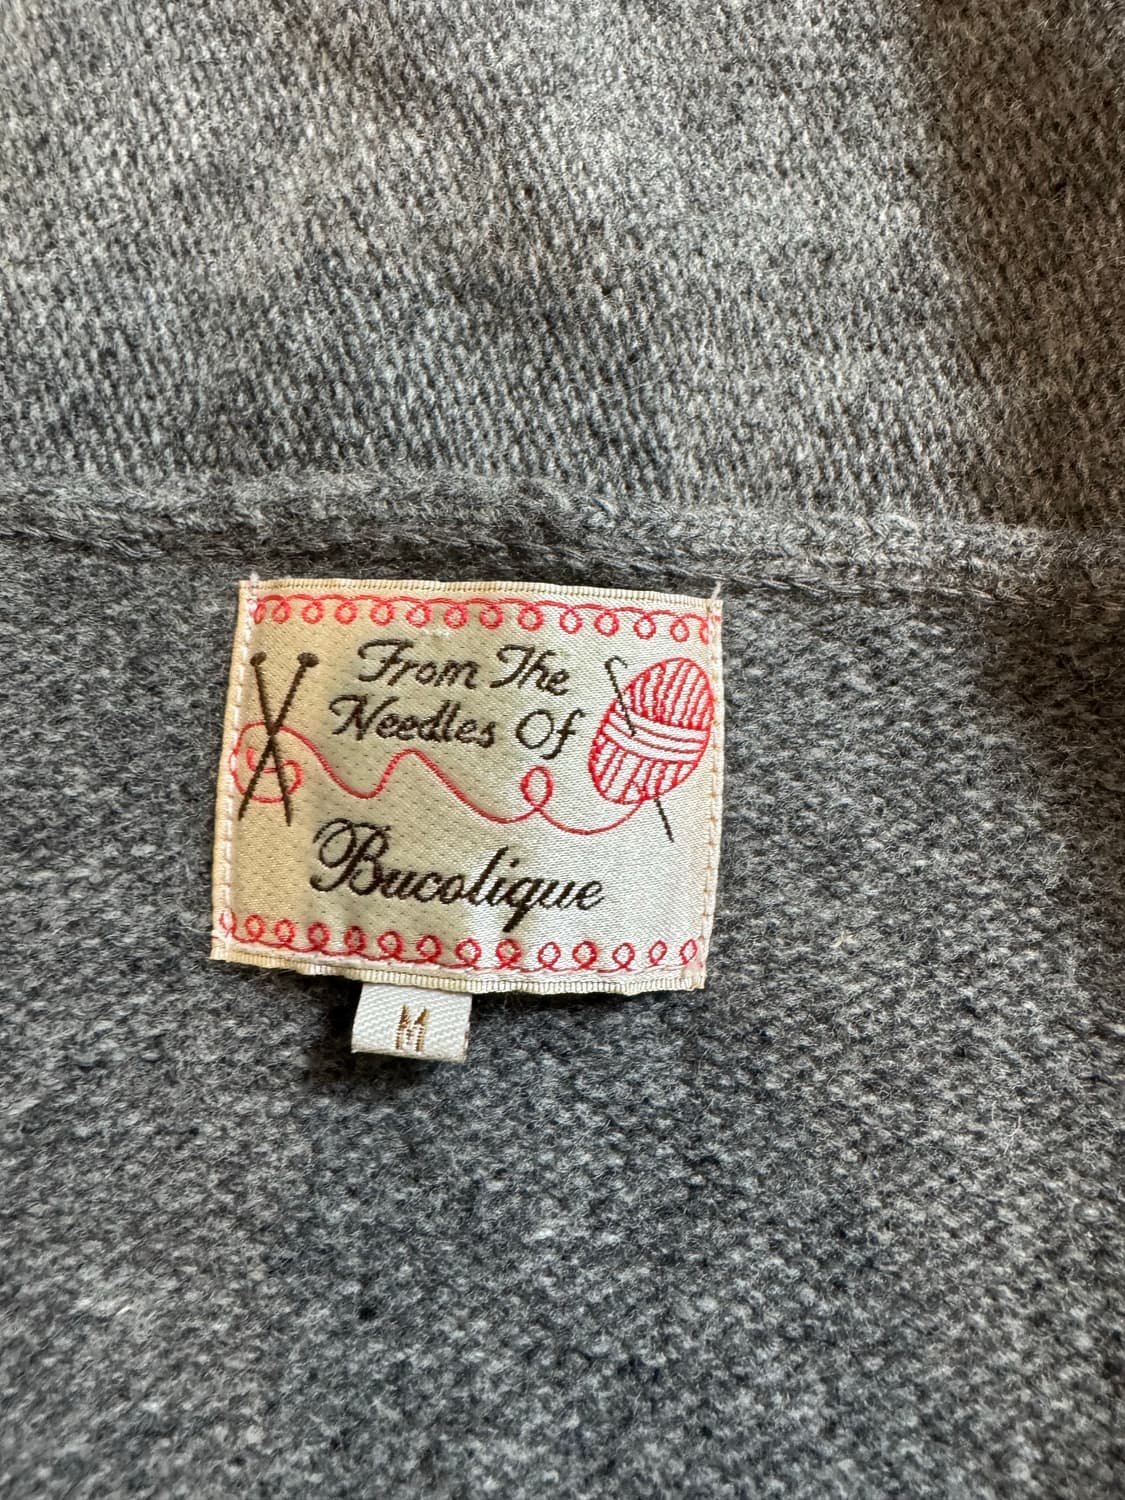 From The
Needles Of
Bucolique
M